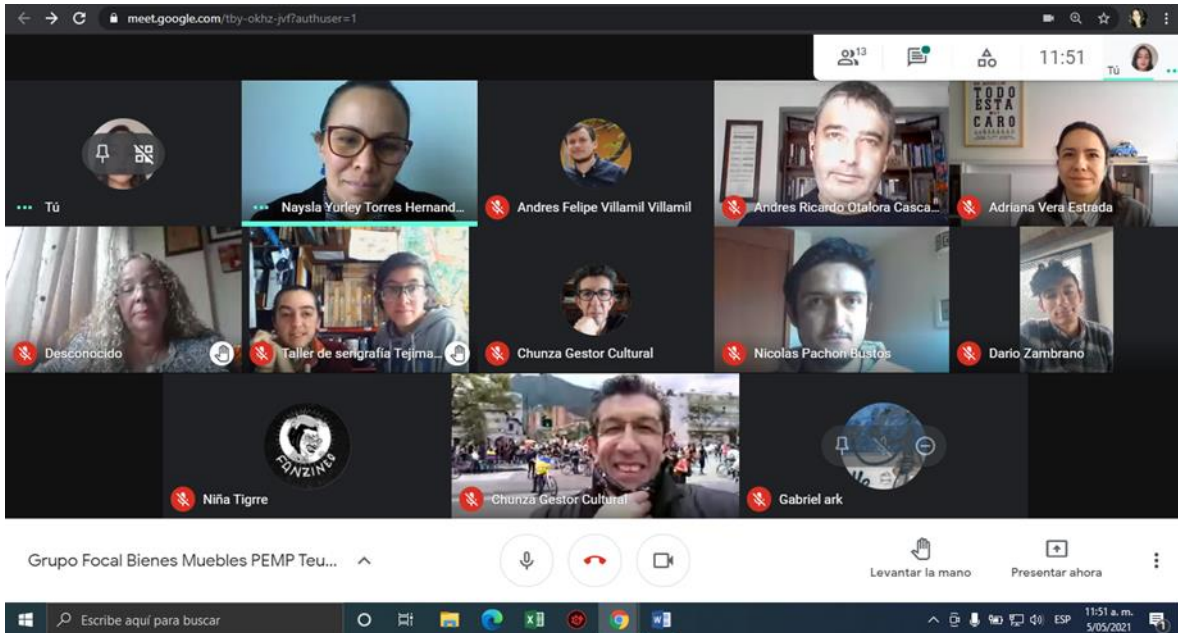 meet.google.com/tby-okhz-jvf?authuser=1
13
11:51
Tú
Tú
Naysla Yurley Torres Hernand...
Andres Felipe Villamil Villamil
Andres Ricardo Otalora Casca...
TODO
ESTA
CARO
Adriana Vera Estrada
Desconocido
Taller de serigrafía Tejima...
Chunza Gestor Cultural
Nicolas Pachon Bustos
Dario Zambrano
FANZINEO
Niña Tigrre
Chunza Gestor Cultural
Gabriel ark
Grupo Focal Bienes Muebles PEMP Teu...
Levantar la mano
Presentar ahora
Escribe aquí para buscar
ESP
11:51 a. m.
5/05/2021